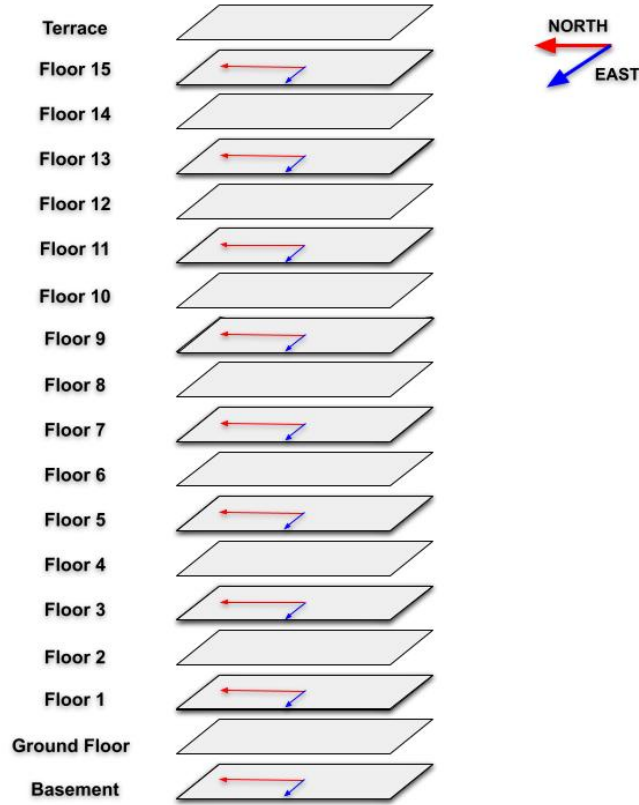 Terrace
NORTH
Floor 15
EAST
Floor 14
Floor 13
Floor 12
Floor 11
Floor 10
Floor 9
Floor 8
Floor 7
Floor 6
Floor 5
Floor 4
Floor 3
Floor 2
Floor 1
Ground Floor
Basement